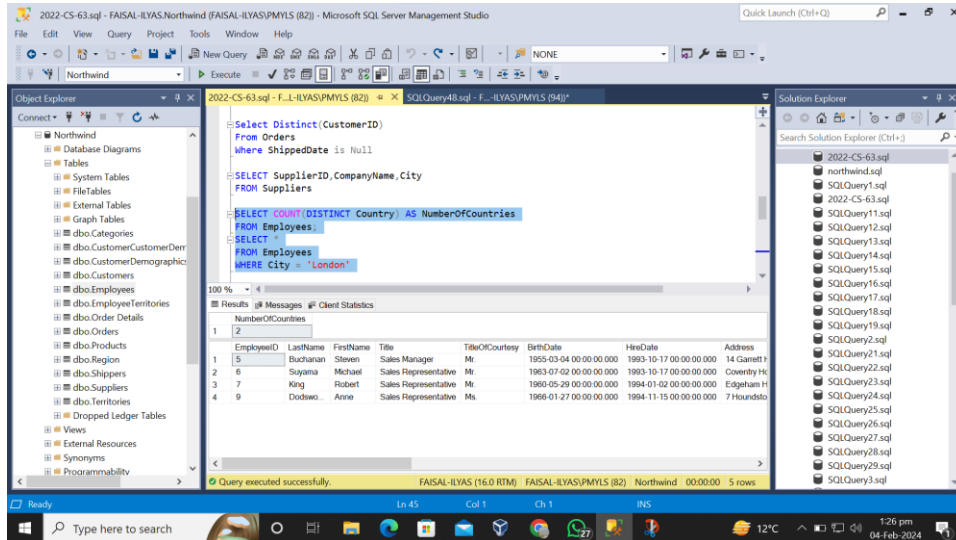 2022-CS-63.sql - FAISAL-ILYAS.Northwind (FAISAL-ILYAS\PMYLS (82)) - Microsoft SQL Server Management Studio
Quick Launch (Ctrl+Q)
File Edit View Query Project Tools Window Help
New Query NONE
Northwind Execute
Object Explorer
Connect
Northwind
Database Diagrams
Tables
System Tables
FileTables
External Tables
Graph Tables
dbo.Categories
dbo.CustomerCustomerDem
dbo.CustomerDemographics
dbo.Customers
dbo.Employees
dbo.EmployeeTerritories
dbo.Order Details
dbo.Orders
dbo.Products
dbo.Region
dbo.Shippers
dbo.Suppliers
dbo.Territories
Dropped Ledger Tables
Views
External Resources
Synonyms
Programmability
2022-CS-63.sql - F...L-ILYAS\PMYLS (82)) SQLQuery48.sql - F...-ILYAS\PMYLS (94))*
Select Distinct(CustomerID)
From Orders
Where ShippedDate is Null
SELECT SupplierID,CompanyName,City
FROM Suppliers
SELECT COUNT(DISTINCT Country) AS NumberOfCountries
FROM Employees;
SELECT *
FROM Employees
WHERE City = 'London'
100 %
Results Messages Client Statistics
NumberOfCountries
1 2
EmployeeID LastName FirstName Title TitleOfCourtesy BirthDate HireDate Address
1 5 Buchanan Steven Sales Manager Mr. 1955-03-04 00:00:00.000 1993-10-17 00:00:00.000 14 Garrett H
2 6 Suyama Michael Sales Representative Mr. 1963-07-02 00:00:00.000 1993-10-17 00:00:00.000 Coventry Ho
3 7 King Robert Sales Representative Mr. 1960-05-29 00:00:00.000 1994-01-02 00:00:00.000 Edgeham H
4 9 Dodswo... Anne Sales Representative Ms. 1966-01-27 00:00:00.000 1994-11-15 00:00:00.000 7 Houndsto
Query executed successfully. FAISAL-ILYAS (16.0 RTM) FAISAL-ILYAS\PMYLS (82) Northwind 00:00:00 5 rows
Solution Explorer
Search Solution Explorer (Ctrl+;)
2022-CS-63.sql
northwind.sql
SQLQuery1.sql
2022-CS-63.sql
SQLQuery11.sql
SQLQuery12.sql
SQLQuery13.sql
SQLQuery14.sql
SQLQuery15.sql
SQLQuery16.sql
SQLQuery17.sql
SQLQuery18.sql
SQLQuery19.sql
SQLQuery2.sql
SQLQuery21.sql
SQLQuery22.sql
SQLQuery23.sql
SQLQuery24.sql
SQLQuery25.sql
SQLQuery26.sql
SQLQuery27.sql
SQLQuery28.sql
SQLQuery29.sql
SQLQuery3.sql
Ready Ln 45 Col 1 Ch 1 INS
Type here to search 27 12°C 1:26 pm
04-Feb-2024 1